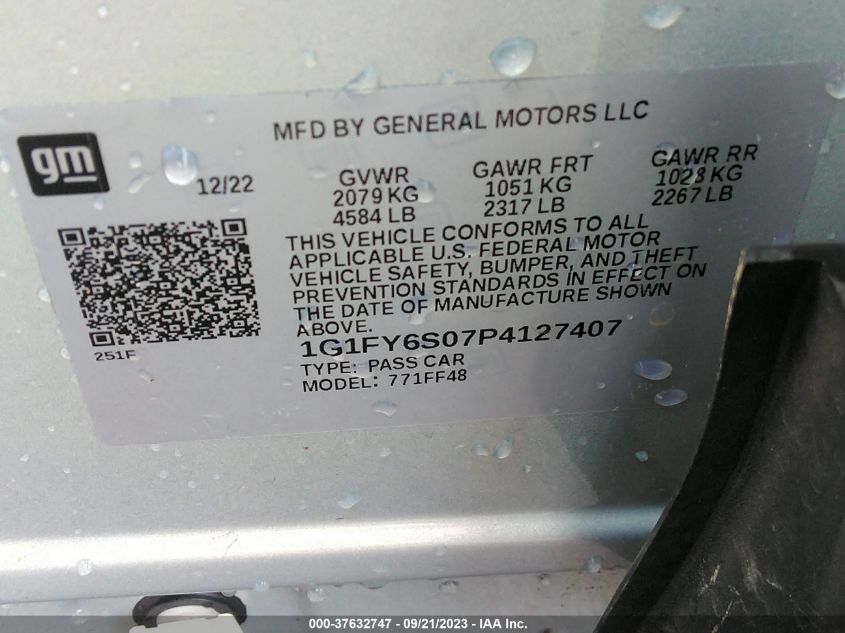 MFD BY GENERAL MOTORS LLC
gm
12/22
GVWR
2079 KG
4584 LB
GAWR FRT
1051 KG
2317 LB
GAWR RR
1028 KG
2267 LB
THIS VEHICLE CONFORMS TO ALL
APPLICABLE U.S. FEDERAL MOTOR
VEHICLE SAFETY, BUMPER, AND THEFT
PREVENTION STANDARDS IN EFFECT ON
THE DATE OF MANUFACTURE SHOWN
ABOVE.
251F
1G1FY6S07P4127407
TYPE: PASS CAR
MODEL: 771FF48
000-37632747 - 09/21/2023 - IAA Inc.